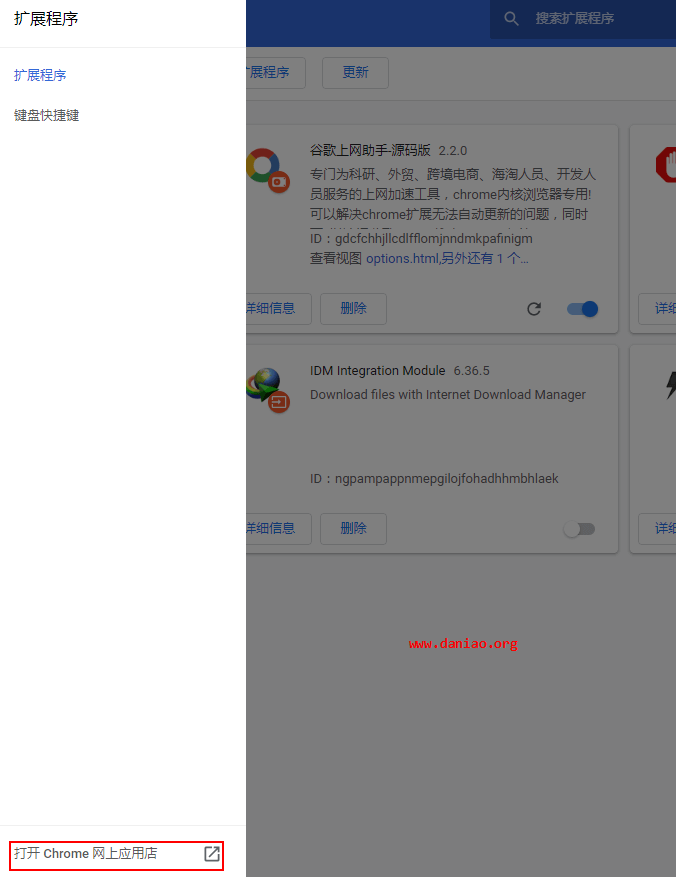 扩展程序
搜索扩展程序
扩展程序
键盘快捷键
扩展程序
更新
谷歌上网助手-源码版 2.2.0
专门为科研、外贸、跨境电商、海淘人员、开发人
员服务的上网加速工具，chrome内核浏览器专用!
可以解决chrome扩展无法自动更新的问题，同时
ID：gdcfchhjllcdlfflomjnndmkpafinigm
查看视图 options.html,另外还有 1 个...
详细信息
删除
详细
IDM Integration Module 6.36.5
Download files with Internet Download Manager
ID：ngpampappnmepgilojfohadhhmbhlaek
详细信息
删除
详细
www.daniao.org
打开 Chrome 网上应用店